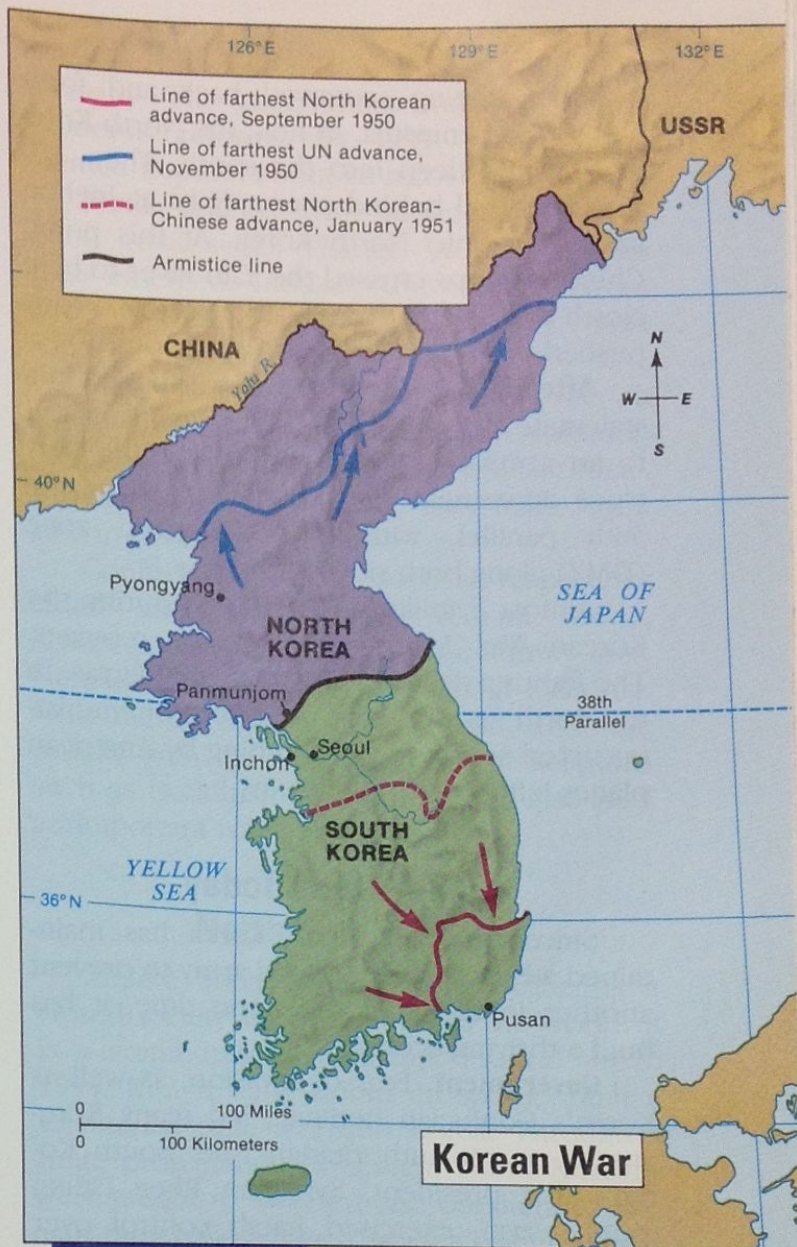 126° E
129° E
132° E
Line of farthest North Korean
advance, September 1950
Line of farthest UN advance,
November 1950
Line of farthest North Korean-
Chinese advance, January 1951
Armistice line
USSR
CHINA
Yalu R.
N
W
E
S
40° N
Pyongyang
SEA OF
JAPAN
NORTH
KOREA
Panmunjom
38th
Parallel
Seoul
Inchon
SOUTH
KOREA
YELLOW
SEA
36° N
Pusan
0
100 Miles
0
100 Kilometers
Korean War